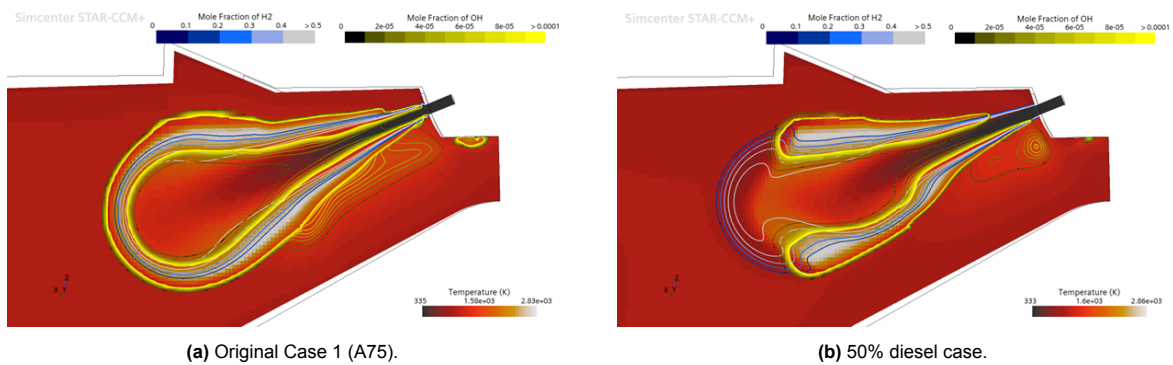 Simcenter STAR-CCM+
Mole Fraction of H2
0 0.1 0.2 0.3 0.4 > 0.5
Mole Fraction of OH
2e-05 4e-05 6e-05 8e-05 > 0.0001
Z
X Y
Temperature (K)
335 1.58e+03 2.83e+03
(a) Original Case 1 (A75).
Simcenter STAR-CCM+
Mole Fraction of H2
0 0.1 0.2 0.3 0.4 > 0.5
Mole Fraction of OH
2e-05 4e-05 6e-05 8e-05 > 0.0001
Z
X Y
Temperature (K)
333 1.6e+03 2.86e+03
(b) 50% diesel case.